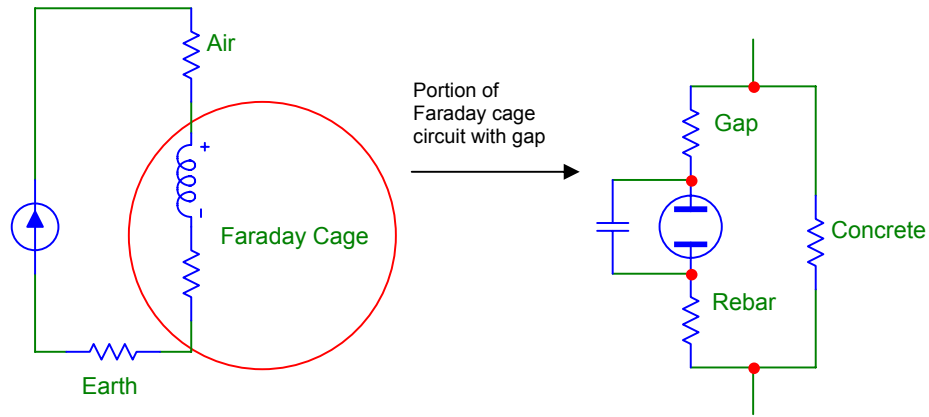 Air
+
-
Faraday Cage
Earth
Portion of
Faraday cage
circuit with gap
Gap
Concrete
Rebar